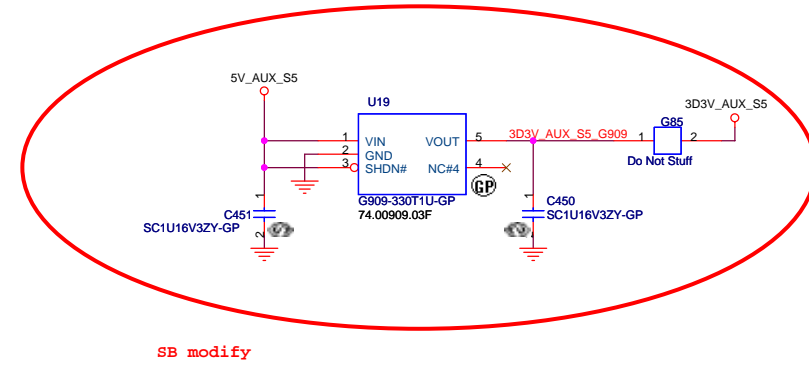 5V_AUX_S5
U19
1 VIN VOUT 5
2 GND
3 SHDN# NC#4 4
3D3V_AUX_S5_G909
G85
1 2
Do Not Stuff
3D3V_AUX_S5
GP
G909-330T1U-GP
74.00909.03F
1
C451
SC1U16V3ZY-GP
2
1
C450
SC1U16V3ZY-GP
2
SB modify